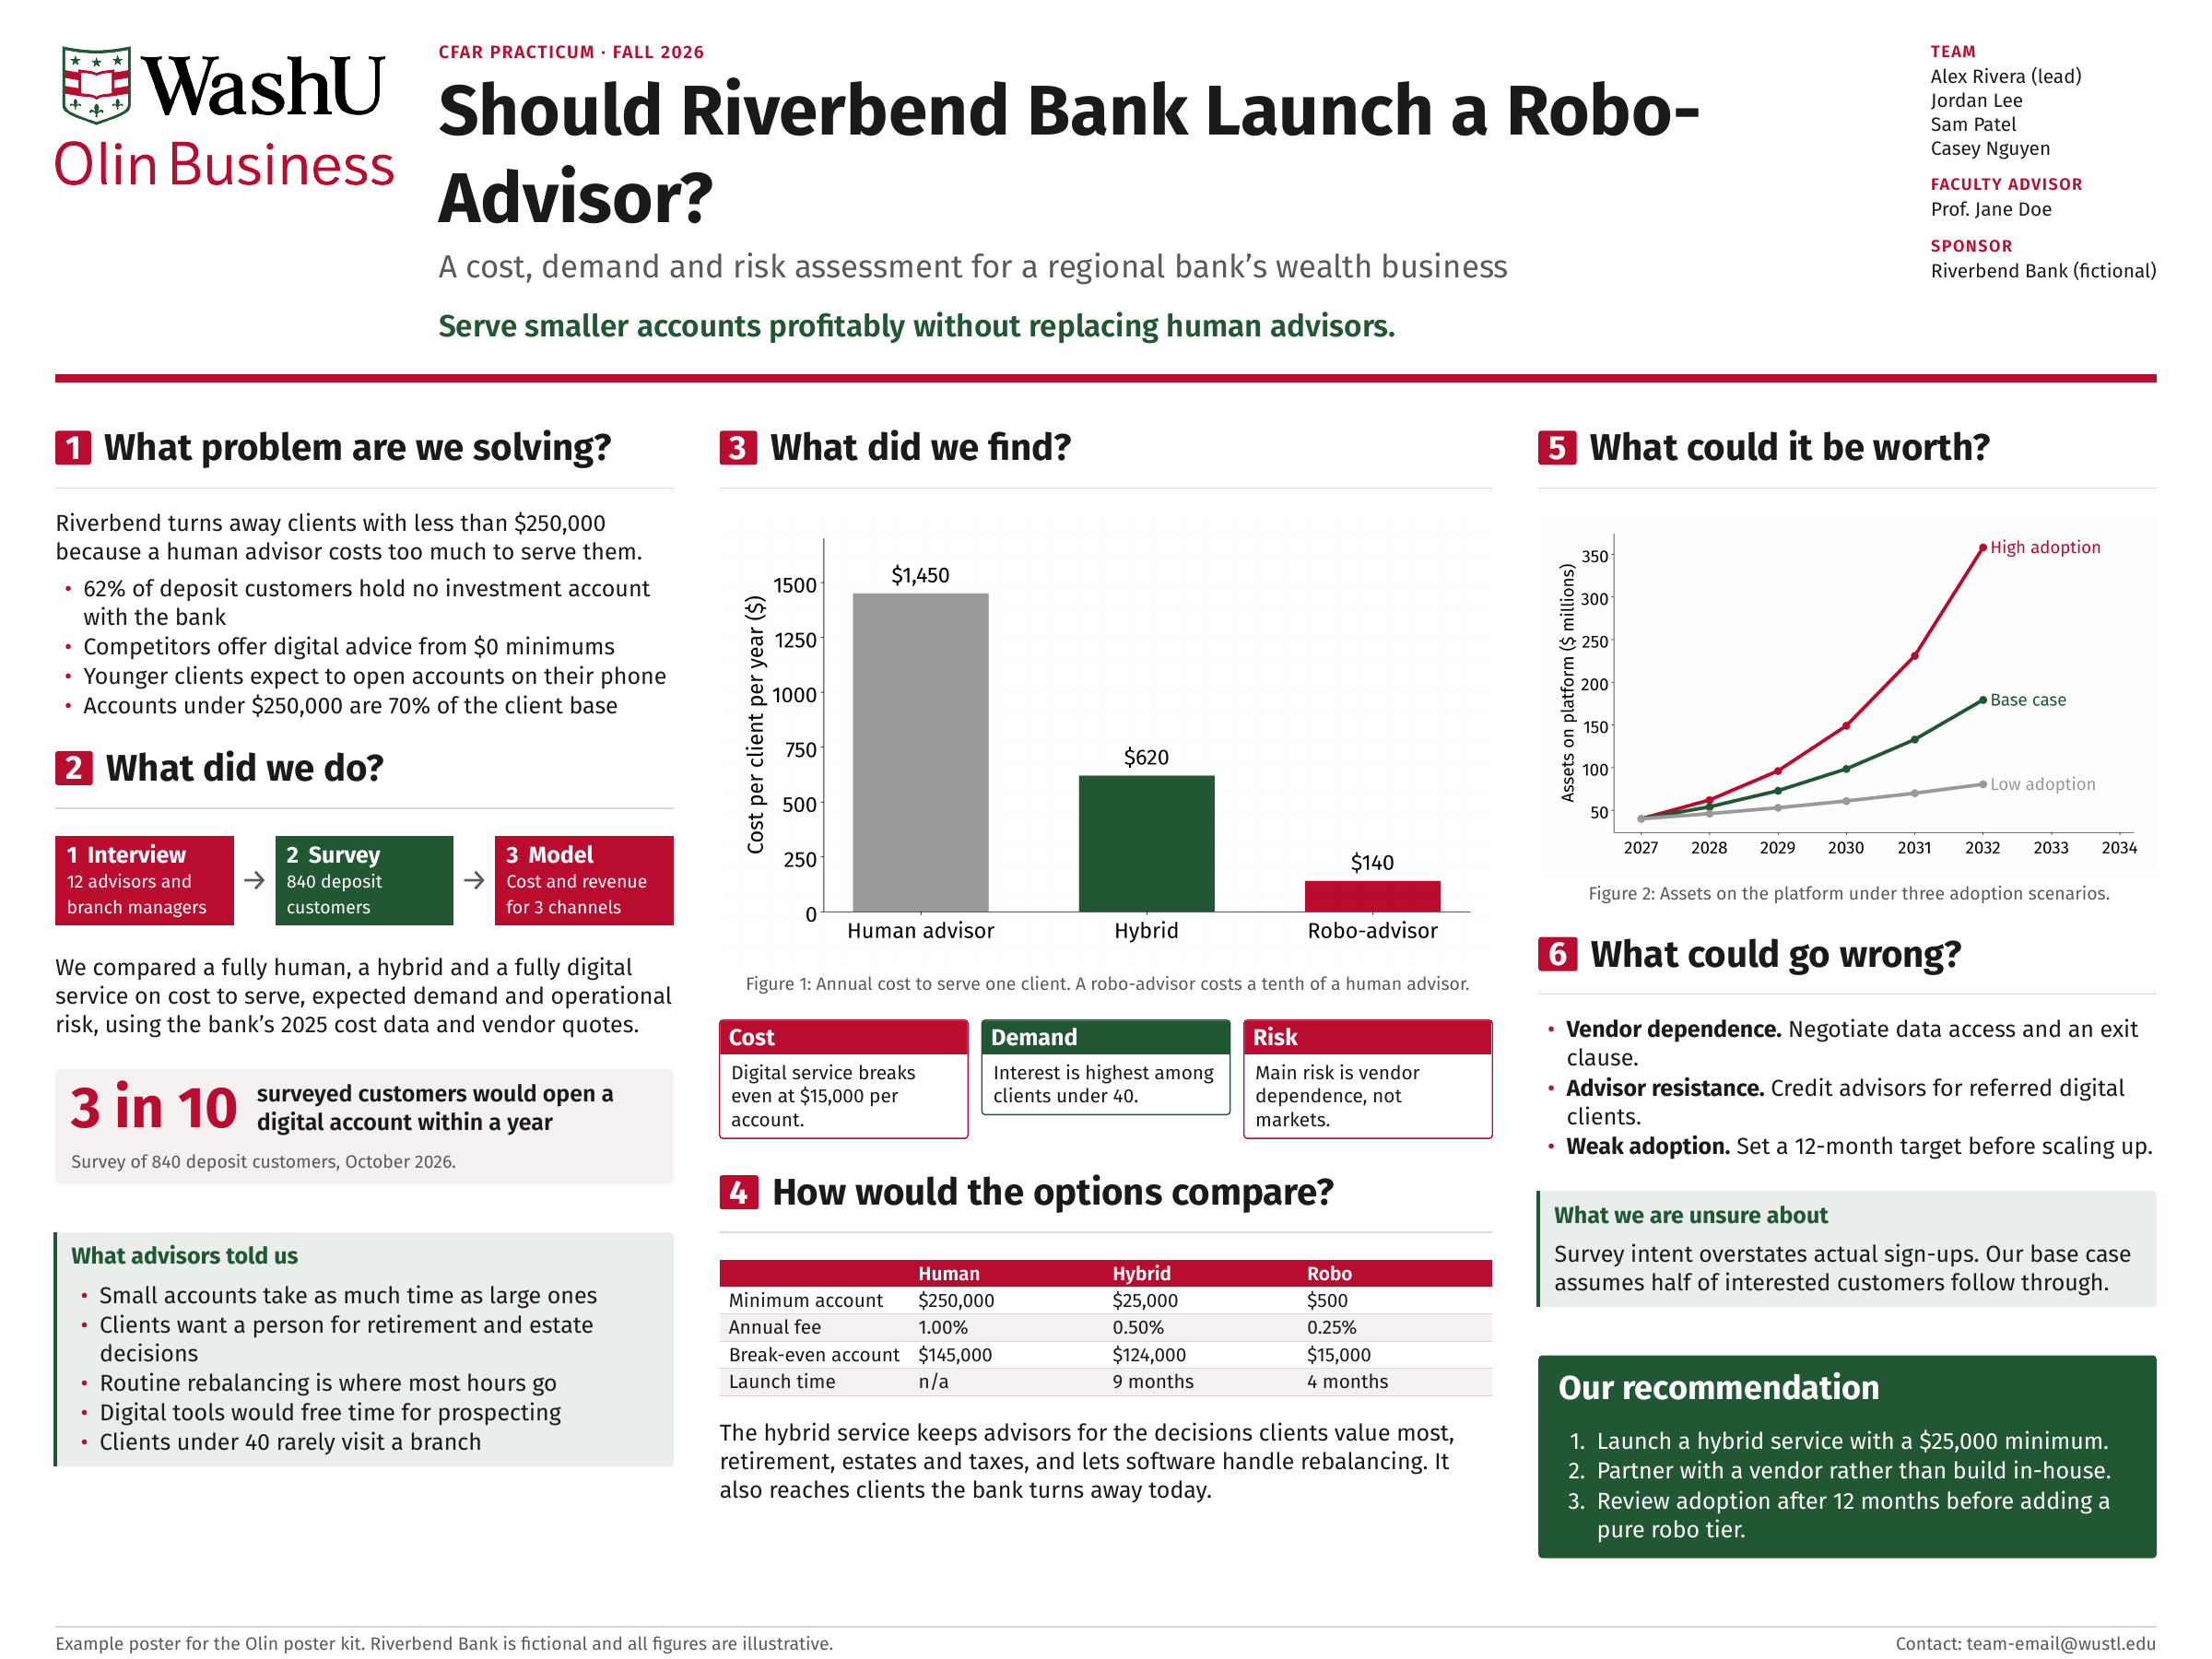 WashU
Olin Business
CFAR PRACTICUM · FALL 2026
Should Riverbend Bank Launch a Robo-
Advisor?
A cost, demand and risk assessment for a regional bank’s wealth business
Serve smaller accounts profitably without replacing human advisors.
TEAM
Alex Rivera (lead)
Jordan Lee
Sam Patel
Casey Nguyen
FACULTY ADVISOR
Prof. Jane Doe
SPONSOR
Riverbend Bank (fictional)
1 What problem are we solving?
Riverbend turns away clients with less than $250,000
because a human advisor costs too much to serve them.
• 62% of deposit customers hold no investment account
with the bank
• Competitors offer digital advice from $0 minimums
• Younger clients expect to open accounts on their phone
• Accounts under $250,000 are 70% of the client base
2 What did we do?
1 Interview
12 advisors and
branch managers
→
2 Survey
840 deposit
customers
→
3 Model
Cost and revenue
for 3 channels
We compared a fully human, a hybrid and a fully digital
service on cost to serve, expected demand and operational
risk, using the bank’s 2025 cost data and vendor quotes.
3 in 10
surveyed customers would open a
digital account within a year
Survey of 840 deposit customers, October 2026.
What advisors told us
• Small accounts take as much time as large ones
• Clients want a person for retirement and estate
decisions
• Routine rebalancing is where most hours go
• Digital tools would free time for prospecting
• Clients under 40 rarely visit a branch
3 What did we find?
Cost per client per year ($)
1500
1250
1000
750
500
250
0
$1,450
$620
$140
Human advisor
Hybrid
Robo-advisor
Figure 1: Annual cost to serve one client. A robo-advisor costs a tenth of a human advisor.
Cost
Digital service breaks
even at $15,000 per
account.
Demand
Interest is highest among
clients under 40.
Risk
Main risk is vendor
dependence, not
markets.
4 How would the options compare?
Human Hybrid Robo
Minimum account $250,000 $25,000 $500
Annual fee 1.00% 0.50% 0.25%
Break-even account $145,000 $124,000 $15,000
Launch time n/a 9 months 4 months
The hybrid service keeps advisors for the decisions clients value most,
retirement, estates and taxes, and lets software handle rebalancing. It
also reaches clients the bank turns away today.
5 What could it be worth?
Assets on platform ($ millions)
350
300
250
200
150
100
50
High adoption
Base case
Low adoption
2027 2028 2029 2030 2031 2032 2033 2034
Figure 2: Assets on the platform under three adoption scenarios.
6 What could go wrong?
• Vendor dependence. Negotiate data access and an exit
clause.
• Advisor resistance. Credit advisors for referred digital
clients.
• Weak adoption. Set a 12-month target before scaling up.
What we are unsure about
Survey intent overstates actual sign-ups. Our base case
assumes half of interested customers follow through.
Our recommendation
1. Launch a hybrid service with a $25,000 minimum.
2. Partner with a vendor rather than build in-house.
3. Review adoption after 12 months before adding a
pure robo tier.
Example poster for the Olin poster kit. Riverbend Bank is fictional and all figures are illustrative.
Contact: team-email@wustl.edu